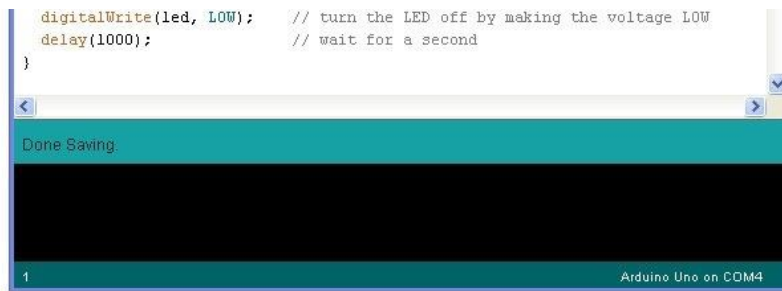 digitalWrite(led, LOW);    // turn the LED off by making the voltage LOW
delay(1000);               // wait for a second
}
Done Saving.
1 Arduino Uno on COM4